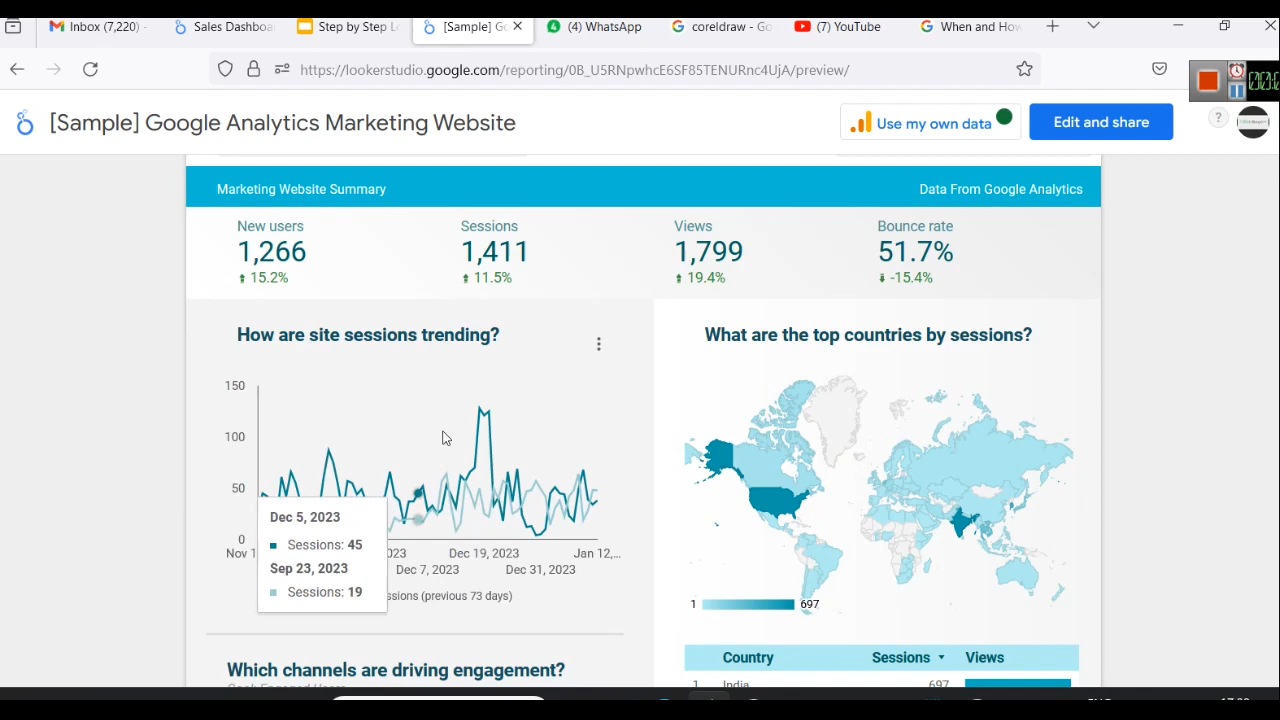 Inbox (7,220)
Sales Dashboa
Step by Step Lo
[Sample] Go
(4) WhatsApp
coreldraw - Go
(7) YouTube
When and How
https://lookerstudio.google.com/reporting/0B_U5RNpwhcE6SF85TENURnc4UjA/preview/
[Sample] Google Analytics Marketing Website
Use my own data
Edit and share
?
Marketing Website Summary
Data From Google Analytics
New users
1,266
15.2%
Sessions
1,411
11.5%
Views
1,799
19.4%
Bounce rate
51.7%
-15.4%
How are site sessions trending?
150
100
50
0
Nov 1
023
Dec 7, 2023
Dec 19, 2023
Dec 31, 2023
Jan 12,...
Dec 5, 2023
Sessions: 45
Sep 23, 2023
Sessions: 19
ssions (previous 73 days)
What are the top countries by sessions?
1
697
Country
Sessions
Views
1
India
697
Which channels are driving engagement?